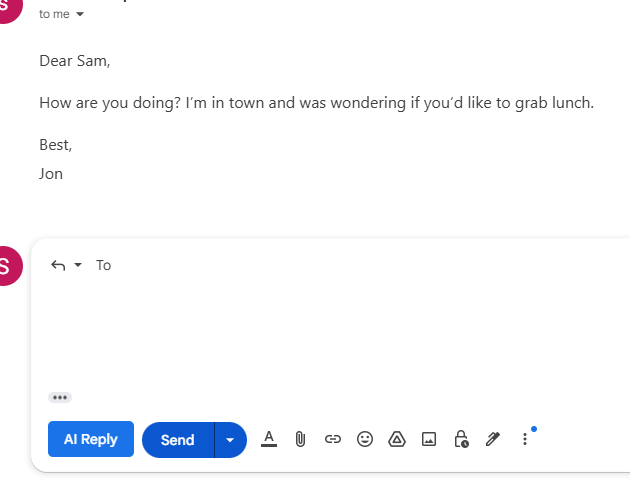 to me
Dear Sam,
How are you doing? I'm in town and was wondering if you'd like to grab lunch.
Best,
Jon
S
To
AI Reply Send A